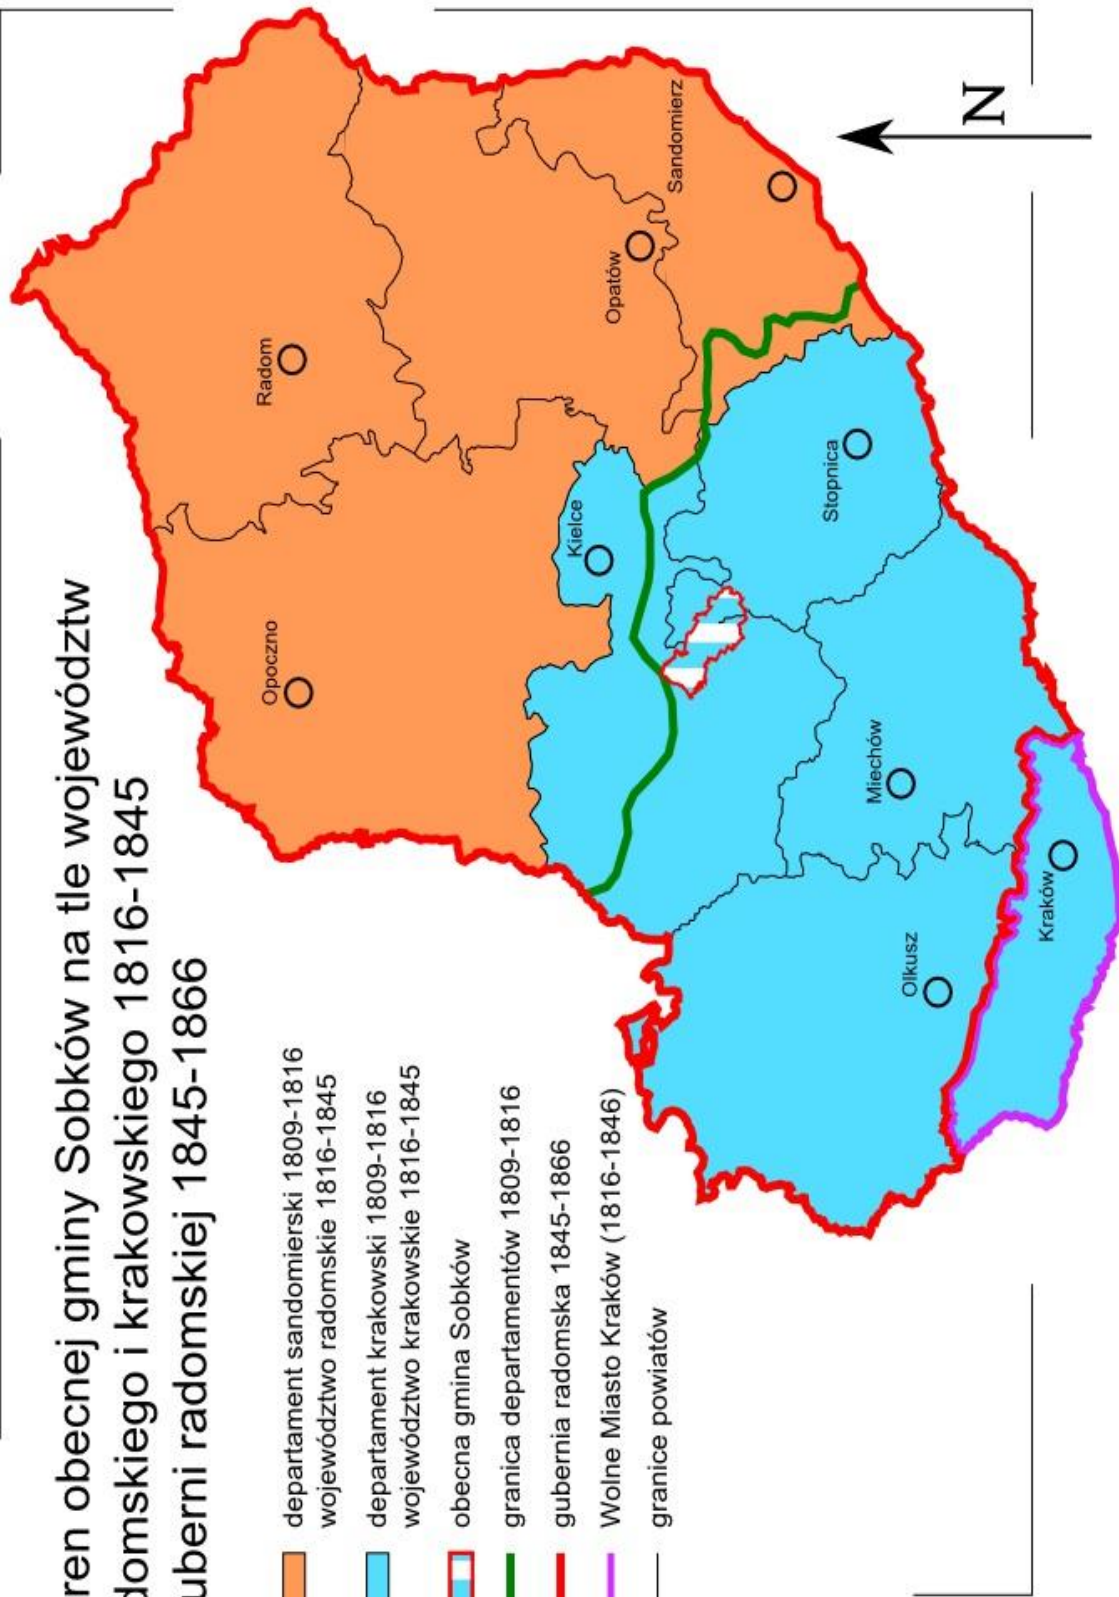 ren obecnej gminy Sobków na tle województw
domskiego i krakowskiego 1816-1845
uberni radomskiej 1845-1866
departament sandomierski 1809-1816
województwo radomskie 1816-1845
departament krakowski 1809-1816
województwo krakowskie 1816-1845
obecna gmina Sobków
granica departamentów 1809-1816
gubernia radomska 1845-1866
Wolne Miasto Kraków (1816-1846)
granice powiatów
Opoczno
Radom
Kielce
Opatów
Sandomierz
Stopnica
Miechów
Olkusz
Kraków
N